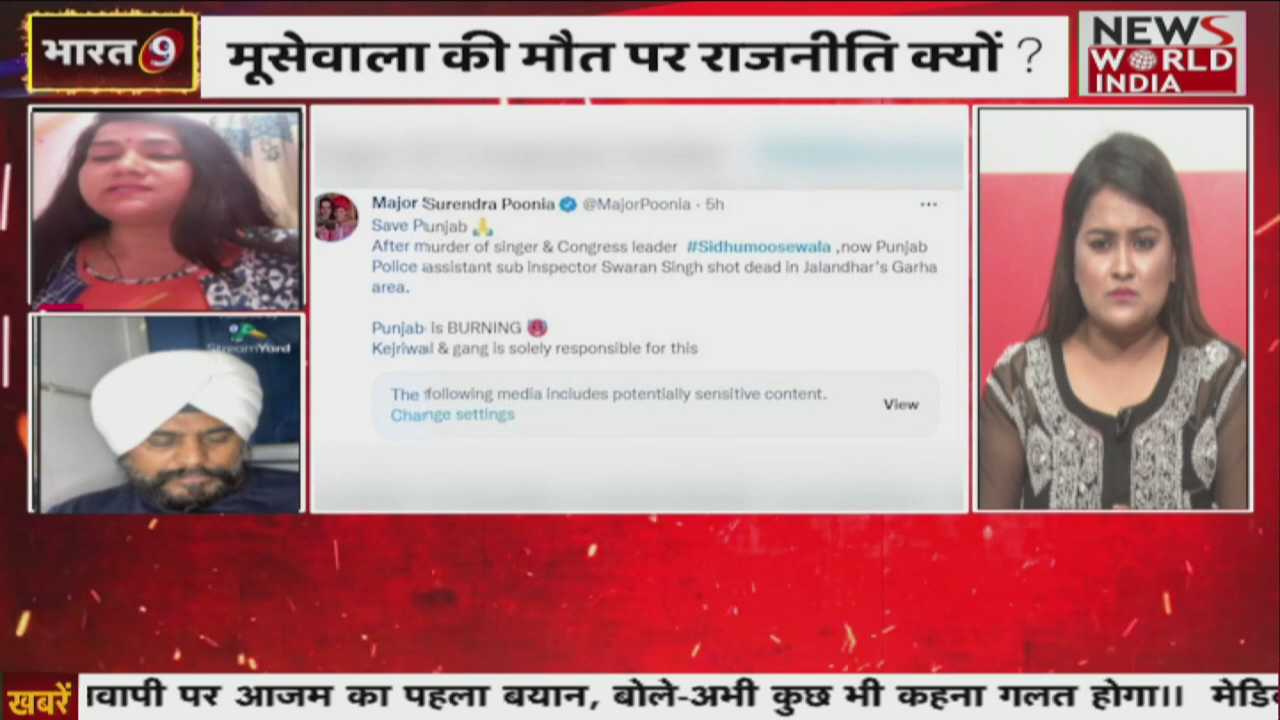 भारत 9
मूसेवाला की मौत पर राजनीति क्यों ?
NEWS
WORLD
INDIA
StreamYard
Major Surendra Poonia @MajorPoonia · 5h
Save Punjab 🙏
After murder of singer & Congress leader #Sidhumoosewala ,now Punjab
Police assistant sub inspector Swaran Singh shot dead in Jalandhar's Garha
area.
Punjab is BURNING
Kejriwal & gang is solely responsible for this
The following media includes potentially sensitive content.
Change settings
View
खबरें
वापी पर आजम का पहला बयान, बोले-अभी कुछ भी कहना गलत होगा।।